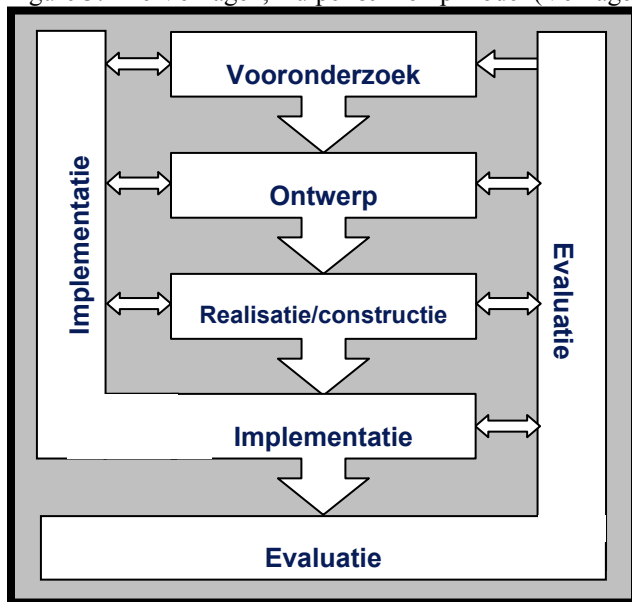 Vooronderzoek
Ontwerp
Realisatie/constructie
Implementatie
Implementatie
Evaluatie
Evaluatie